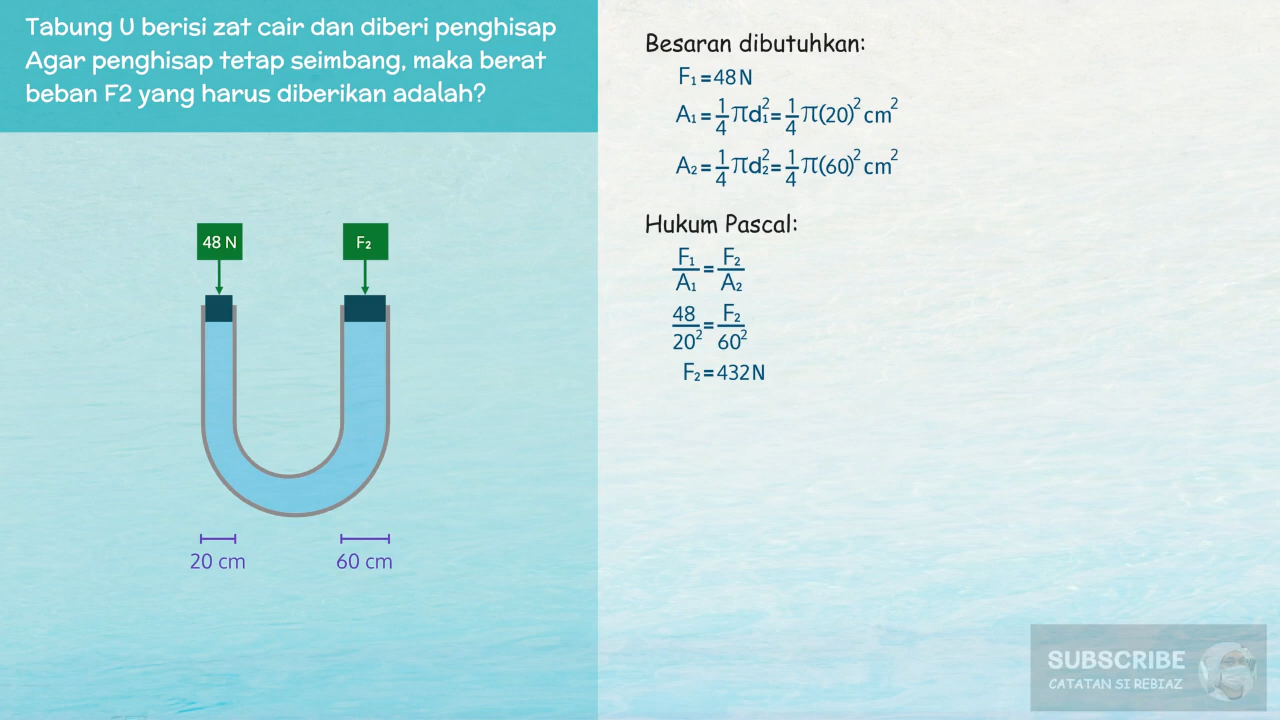 Tabung U berisi zat cair dan diberi penghisap
Agar penghisap tetap seimbang, maka berat
beban F2 yang harus diberikan adalah?
48 N
F₂
20 cm
60 cm
Besaran dibutuhkan:
F₁ = 48 N
A₁ = 1/4 πd₁² = 1/4 π(20)² cm²
A₂ = 1/4 πd₂² = 1/4 π(60)² cm²
Hukum Pascal:
F₁/A₁ = F₂/A₂
48/20² = F₂/60²
F₂ = 432 N
SUBSCRIBE
CATATAN SI REBIAZ